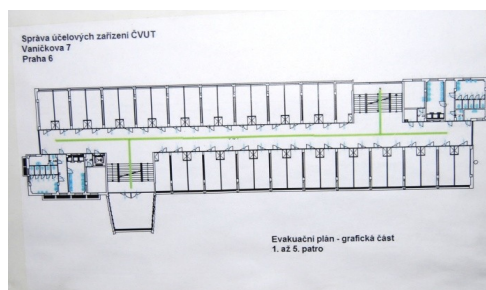 Správa účelových zařízení ČVUT
Vaníčkova 7
Praha 6
Evakuační plán - grafická část
1. až 5. patro